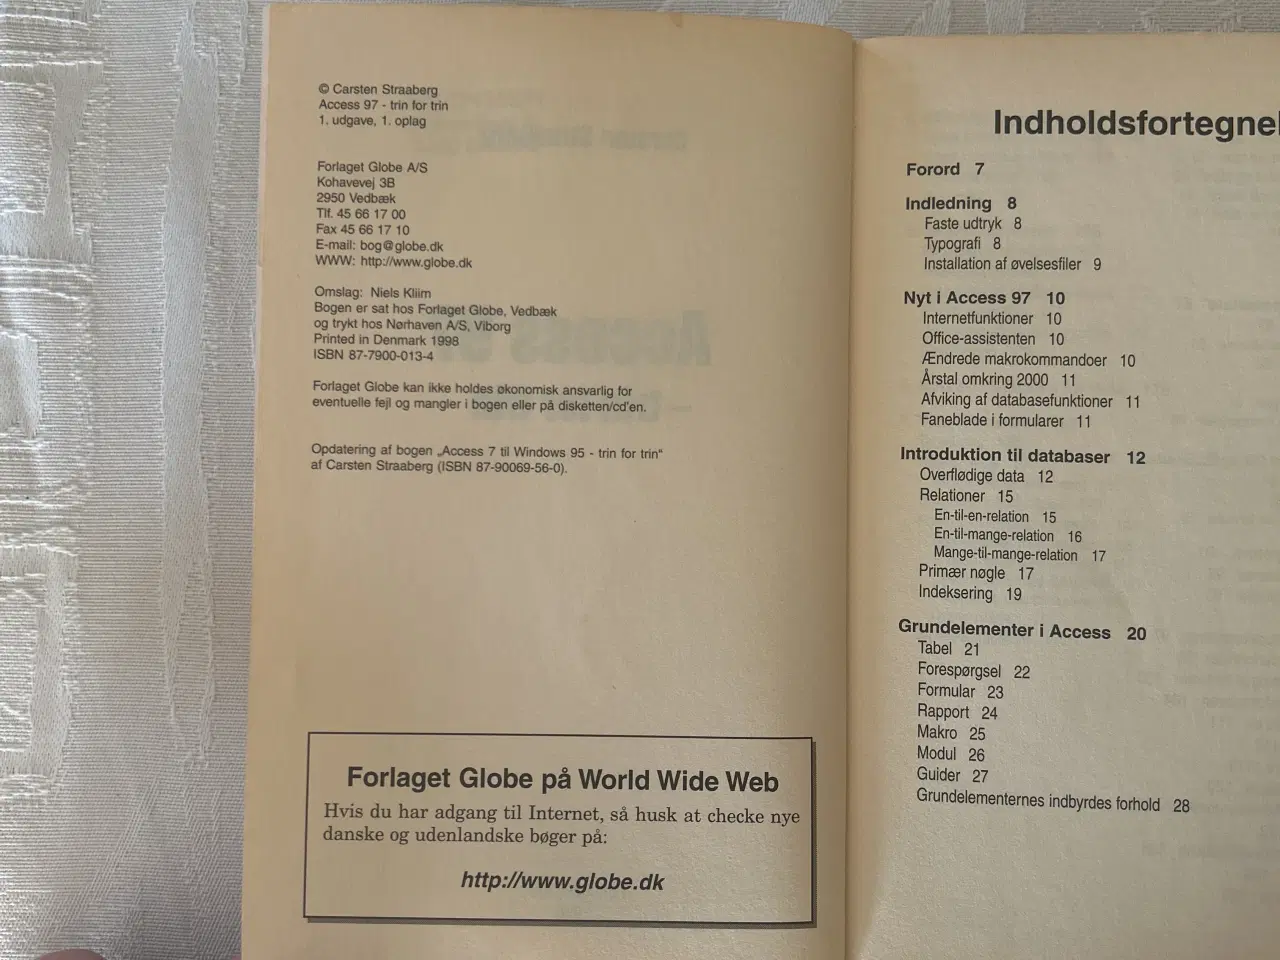 © Carsten Straaberg
Access 97 - trin for trin
1. udgave, 1. oplag
Forlaget Globe A/S
Kohavevej 3B
2950 Vedbæk
Tlf. 45 66 17 00
Fax 45 66 17 10
E-mail: bog@globe.dk
WWW: http://www.globe.dk
Omslag: Niels Kliim
Bogen er sat hos Forlaget Globe, Vedbæk
og trykt hos Nørhaven A/S, Viborg
Printed in Denmark 1998
ISBN 87-7900-013-4
Forlaget Globe kan ikke holdes økonomisk ansvarlig for
eventuelle fejl og mangler i bogen eller på disketten/cd'en.
Opdatering af bogen „Access 7 til Windows 95 - trin for trin“
af Carsten Straaberg (ISBN 87-90069-56-0).
Forlaget Globe på World Wide Web
Hvis du har adgang til Internet, så husk at checke nye
danske og udenlandske bøger på:
http://www.globe.dk
Indholdsfortegnel
Forord 7
Indledning 8
Faste udtryk 8
Typografi 8
Installation af øvelsesfiler 9
Nyt i Access 97 10
Internetfunktioner 10
Office-assistenten 10
Ændrede makrokommandoer 10
Årstal omkring 2000 11
Afviking af databasefunktioner 11
Faneblade i formularer 11
Introduktion til databaser 12
Overflødige data 12
Relationer 15
En-til-en-relation 15
En-til-mange-relation 16
Mange-til-mange-relation 17
Primær nøgle 17
Indeksering 19
Grundelementer i Access 20
Tabel 21
Forespørgsel 22
Formular 23
Rapport 24
Makro 25
Modul 26
Guider 27
Grundelementernes indbyrdes forhold 28